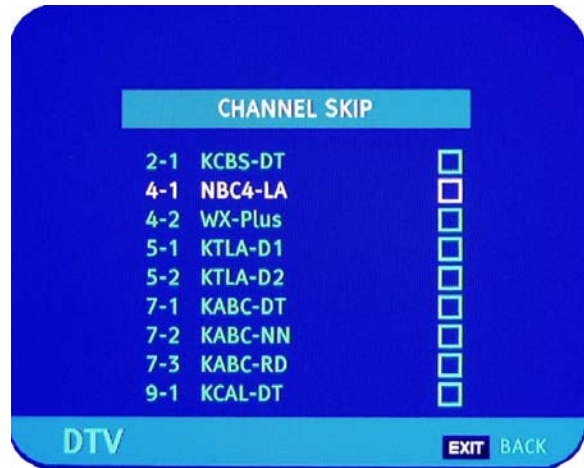 CHANNEL SKIP
2-1 KCBS-DT
4-1 NBC4-LA
4-2 WX-Plus
5-1 KTLA-D1
5-2 KTLA-D2
7-1 KABC-DT
7-2 KABC-NN
7-3 KABC-RD
9-1 KCAL-DT
DTV EXIT BACK